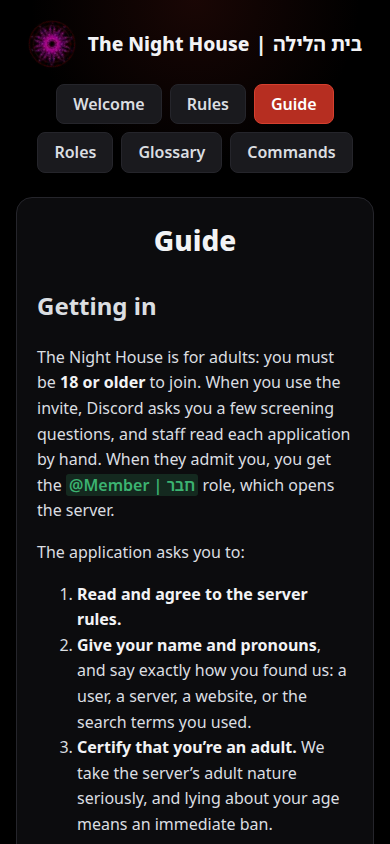 The Night House | בית הלילה
Welcome
Rules
Guide
Roles
Glossary
Commands
Guide
Getting in
The Night House is for adults: you must
be 18 or older to join. When you use the
invite, Discord asks you a few screening
questions, and staff read each application
by hand. When they admit you, you get
the @Member | חבר role, which opens
the server.
The application asks you to:
1. Read and agree to the server
rules.
2. Give your name and pronouns,
and say exactly how you found us: a
user, a server, a website, or the
search terms you used.
3. Certify that you’re an adult. We
take the server’s adult nature
seriously, and lying about your age
means an immediate ban.